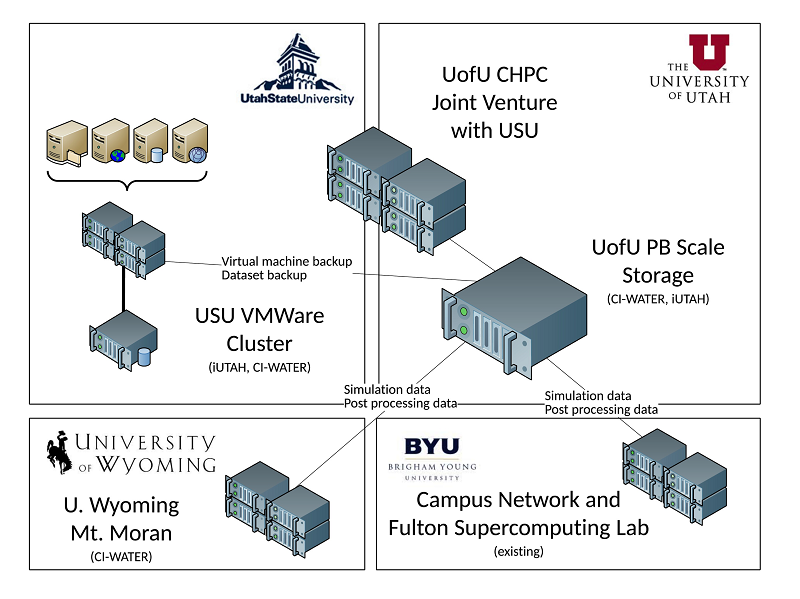 UtahStateUniversity
UofU CHPC
Joint Venture
with USU
THE
UNIVERSITY
OF UTAH
Virtual machine backup
Dataset backup
UofU PB Scale
Storage
(CI-WATER, iUTAH)
USU VMWare
Cluster
(iUTAH, CI-WATER)
Simulation data
Post processing data
Simulation data
Post processing data
UNIVERSITY
OF WYOMING
U. Wyoming
Mt. Moran
(CI-WATER)
BYU
BRIGHAM YOUNG
UNIVERSITY
Campus Network and
Fulton Supercomputing Lab
(existing)